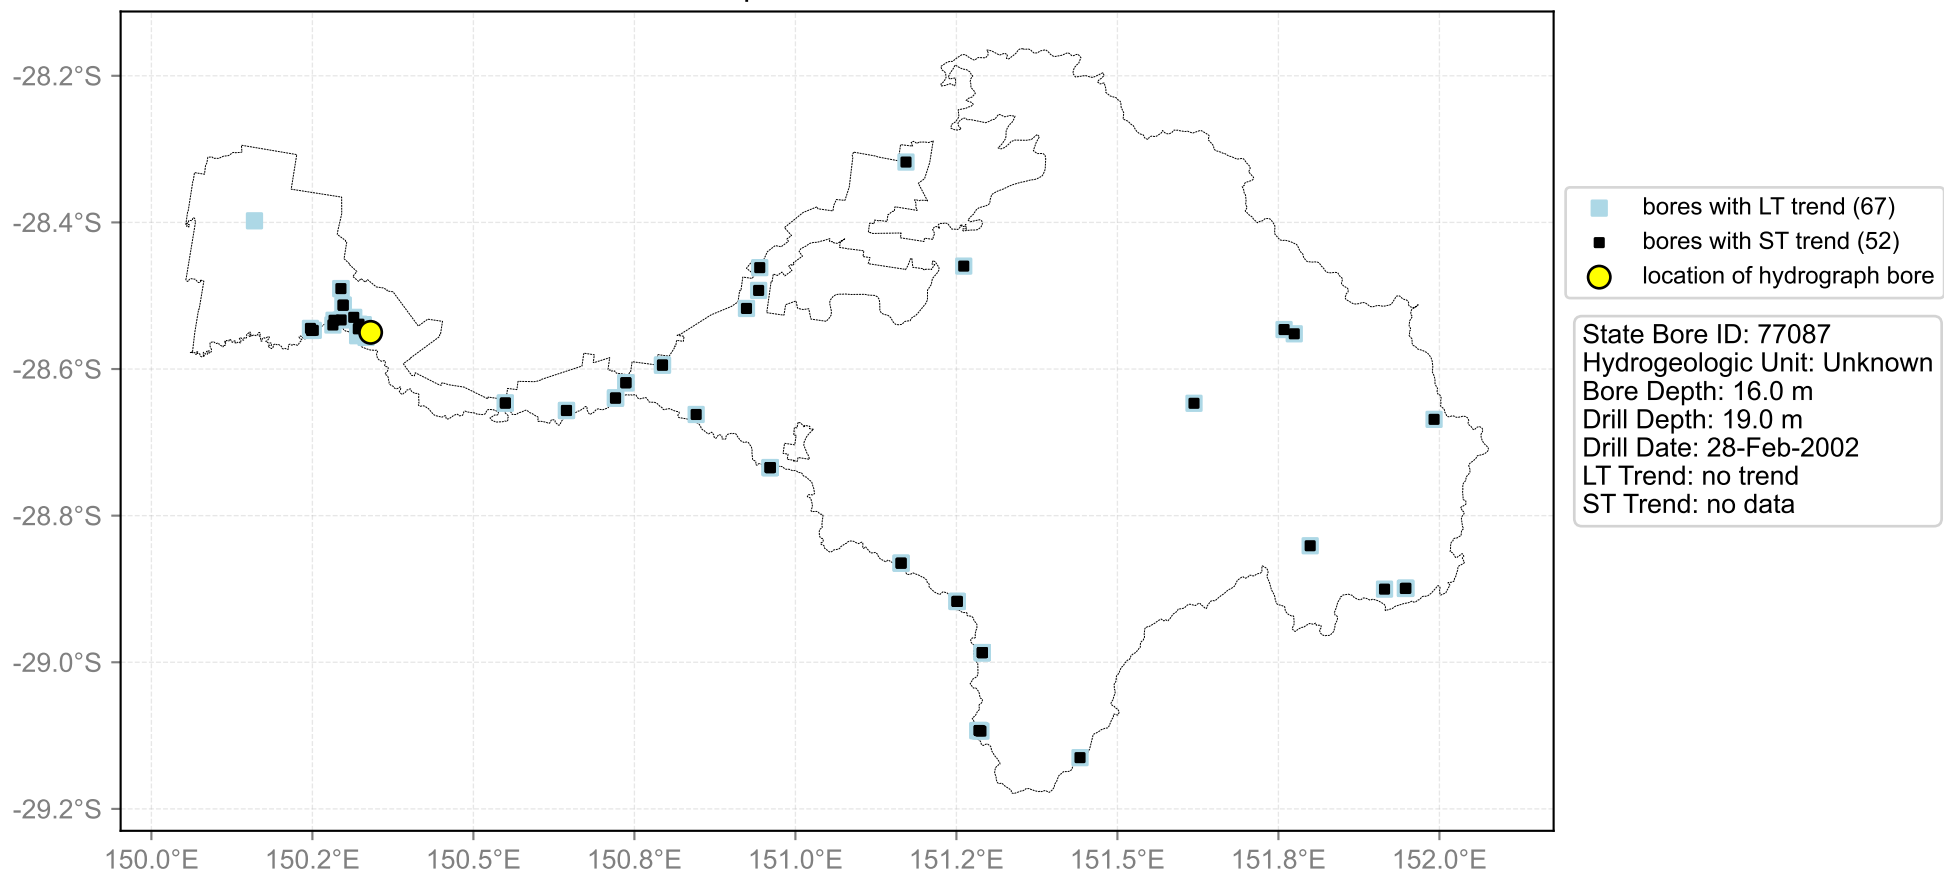 -28.2°S
-28.4°S
-28.6°S
-28.8°S
-29.0°S
-29.2°S
150.0°E
150.2°E
150.5°E
150.8°E
151.0°E
151.2°E
151.5°E
151.8°E
152.0°E
bores with LT trend (67)
bores with ST trend (52)
location of hydrograph bore
State Bore ID: 77087
Hydrogeologic Unit: Unknown
Bore Depth: 16.0 m
Drill Depth: 19.0 m
Drill Date: 28-Feb-2002
LT Trend: no trend
ST Trend: no data